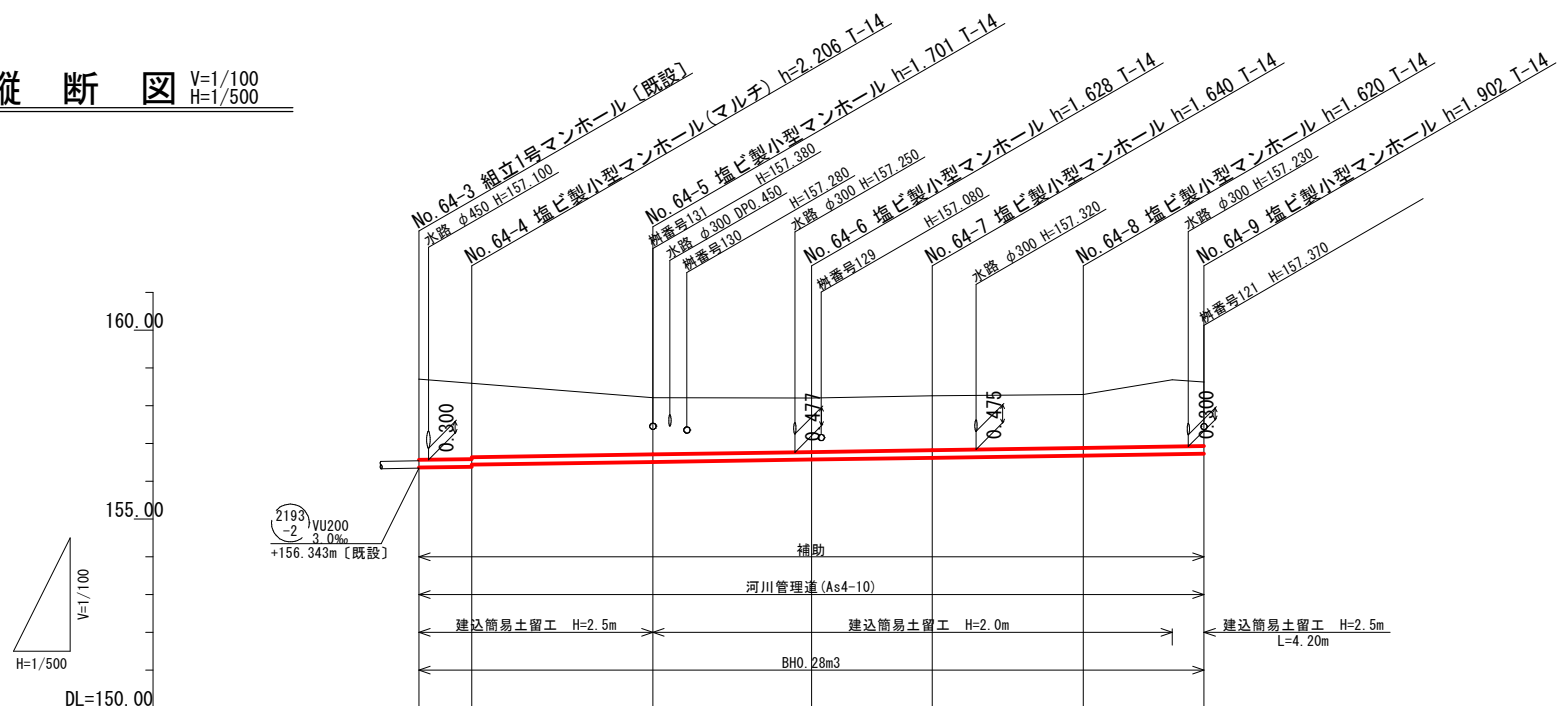 縦 断 図 V=1/100
H=1/500
No.64-3 組立1号マンホール〔既設〕
水路 φ450 H=157.100
No.64-4 塩ビ製小型マンホール(マルチ) h=2.206 T-14
No.64-5 塩ビ製小型マンホール h=1.701 T-14
桝番号131 H=157.380
水路 φ300 DP0.450
桝番号130 H=157.280
水路 φ300 H=157.250
No.64-6 塩ビ製小型マンホール h=1.628 T-14
桝番号129 H=157.080
No.64-7 塩ビ製小型マンホール h=1.640 T-14
水路 φ300 H=157.320
No.64-8 塩ビ製小型マンホール h=1.620 T-14
水路 φ300 H=157.230
No.64-9 塩ビ製小型マンホール h=1.902 T-14
桝番号121 H=157.370
160.00
0.300
0.477
0.475
0.300
155.00
2193
-2
VU200
3.0‰
+156.343m〔既設〕
補助
河川管理道(As4-10)
建込簡易土留工 H=2.5m
建込簡易土留工 H=2.0m
建込簡易土留工 H=2.5m
L=4.20m
BH0.28m3
V=1/100
H=1/500
DL=150.00